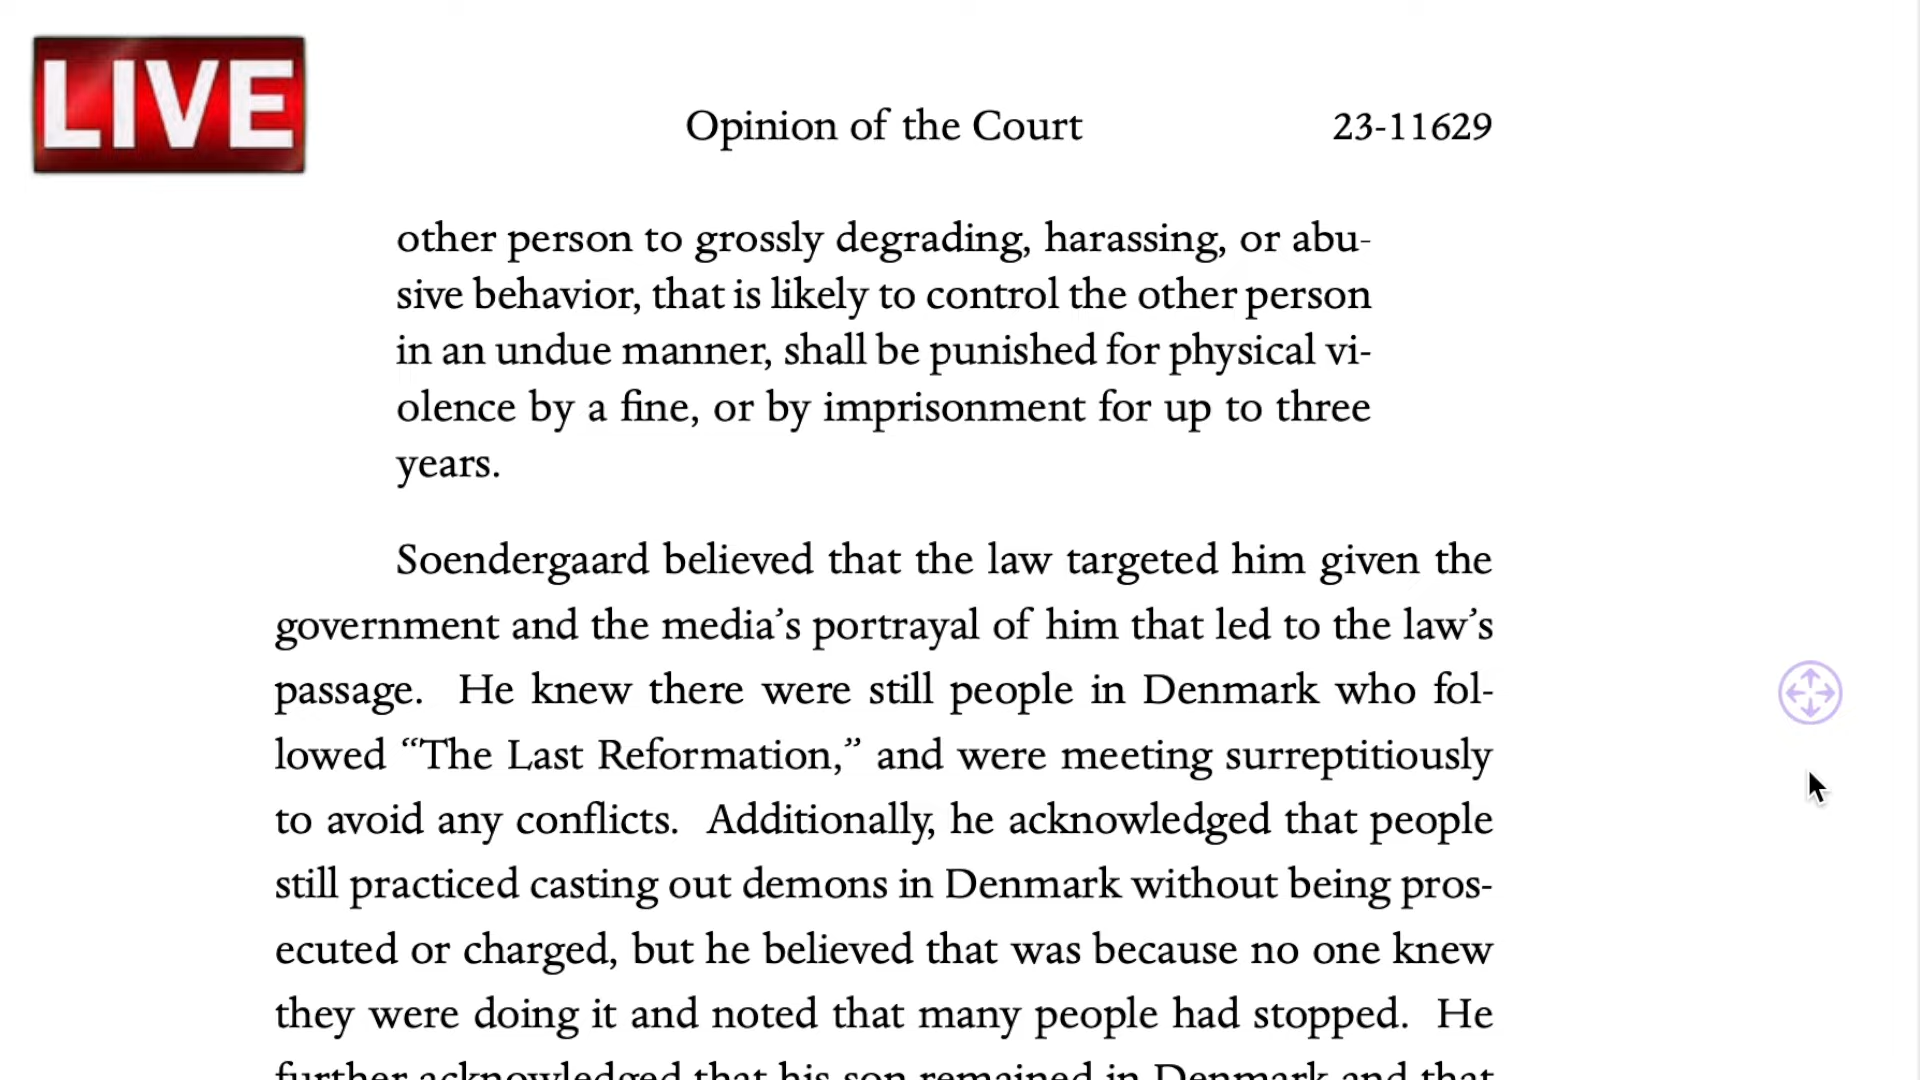 LIVE
Opinion of the Court 23-11629
other person to grossly degrading, harassing, or abu-
sive behavior, that is likely to control the other person
in an undue manner, shall be punished for physical vi-
olence by a fine, or by imprisonment for up to three
years.
Soendergaard believed that the law targeted him given the
government and the media’s portrayal of him that led to the law’s
passage. He knew there were still people in Denmark who fol-
lowed “The Last Reformation,” and were meeting surreptitiously
to avoid any conflicts. Additionally, he acknowledged that people
still practiced casting out demons in Denmark without being pros-
ecuted or charged, but he believed that was because no one knew
they were doing it and noted that many people had stopped. He
further acknowledged that his son remained in Denmark and that